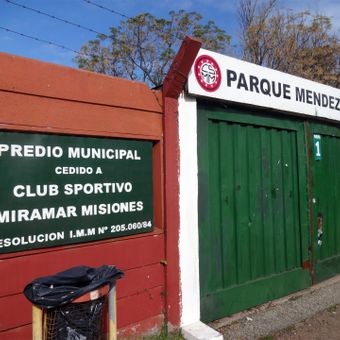 PREDIO MUNICIPAL
CEDIDO A
CLUB SPORTIVO
MIRAMAR MISIONES
RESOLUCION I.M.M Nº 205.060/84
PARQUE MENDEZ
1